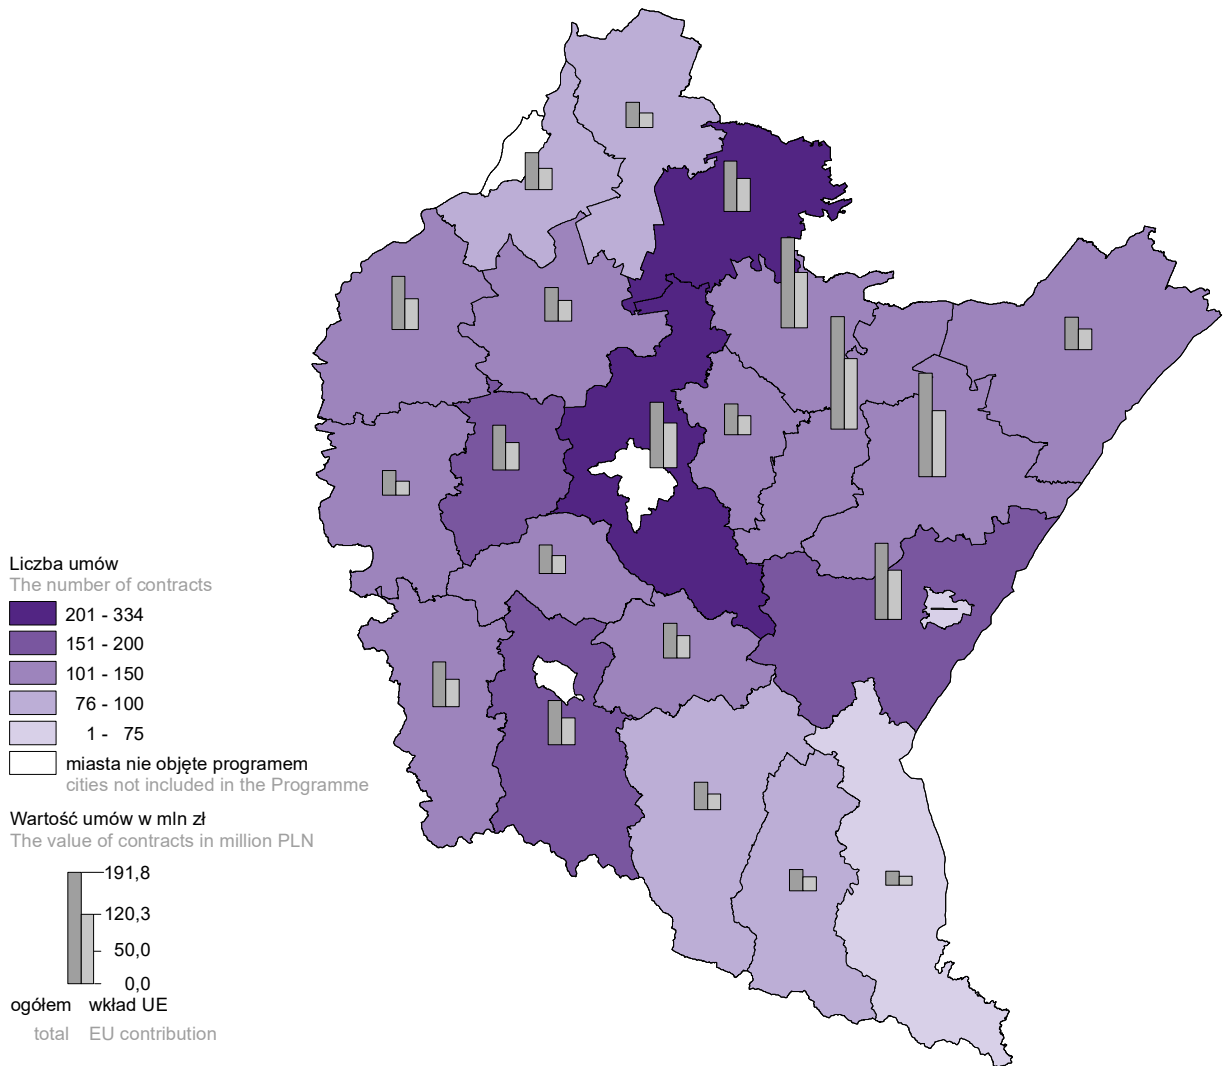 Liczba umów
The number of contracts
201 - 334
151 - 200
101 - 150
76 - 100
1 - 75
miasta nie objęte programem
cities not included in the Programme
Wartość umów w mln zł
The value of contracts in million PLN
191,8
120,3
50,0
0,0
ogółem wkład UE
total EU contribution